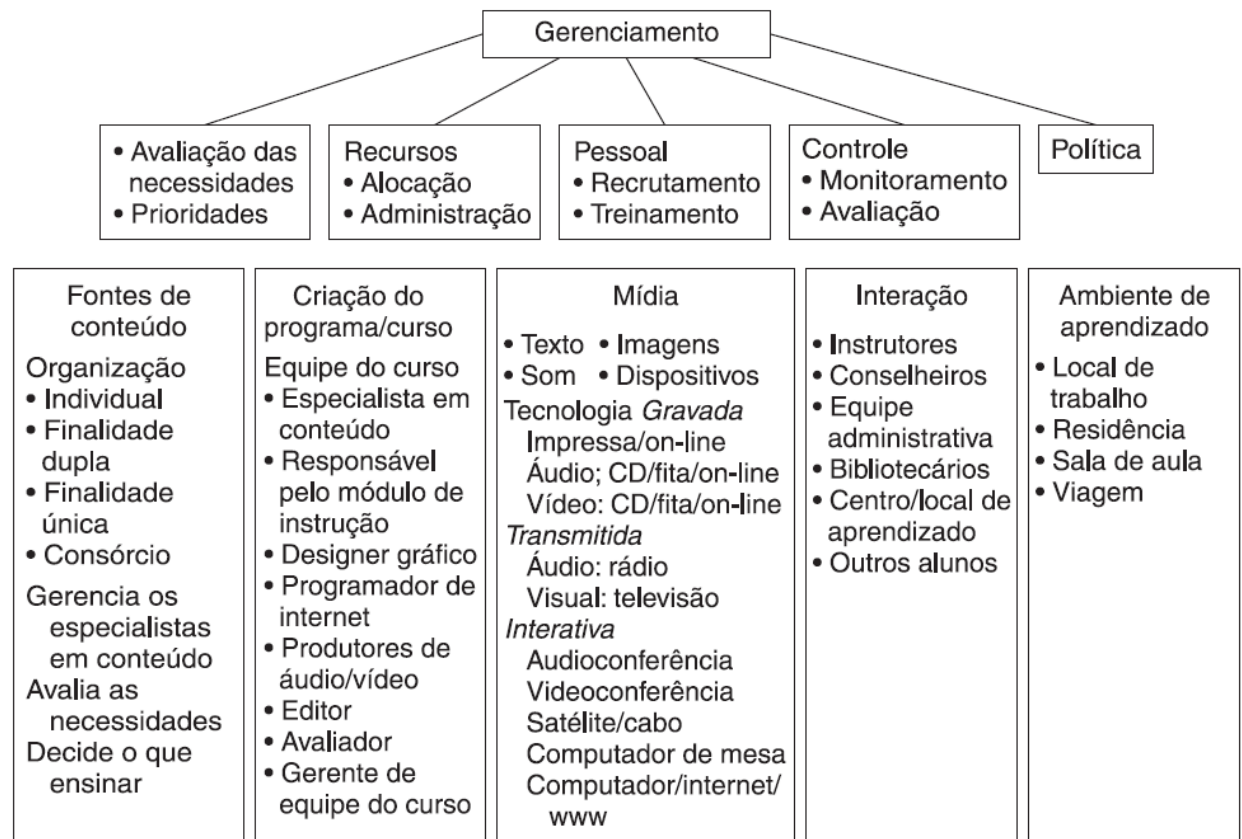 Gerenciamento
• Avaliação das
necessidades
• Prioridades
Recursos
• Alocação
• Administração
Pessoal
• Recrutamento
• Treinamento
Controle
• Monitoramento
• Avaliação
Política
Fontes de
conteúdo
Organização
• Individual
• Finalidade
dupla
• Finalidade
única
• Consórcio
Gerencia os
especialistas
em conteúdo
Avalia as
necessidades
Decide o que
ensinar
Criação do
programa/curso
Equipe do curso
• Especialista em
conteúdo
• Responsável
pelo módulo de
instrução
• Designer gráfico
• Programador de
internet
• Produtores de
áudio/vídeo
• Editor
• Avaliador
• Gerente de
equipe do curso
Mídia
• Texto • Imagens
• Som • Dispositivos
Tecnologia Gravada
Impressa/on-line
Áudio; CD/fita/on-line
Vídeo: CD/fita/on-line
Transmitida
Áudio: rádio
Visual: televisão
Interativa
Audioconferência
Videoconferência
Satélite/cabo
Computador de mesa
Computador/internet/
www
Interação
• Instrutores
• Conselheiros
• Equipe
administrativa
• Bibliotecários
• Centro/local de
aprendizado
• Outros alunos
Ambiente de
aprendizado
• Local de
trabalho
• Residência
• Sala de aula
• Viagem